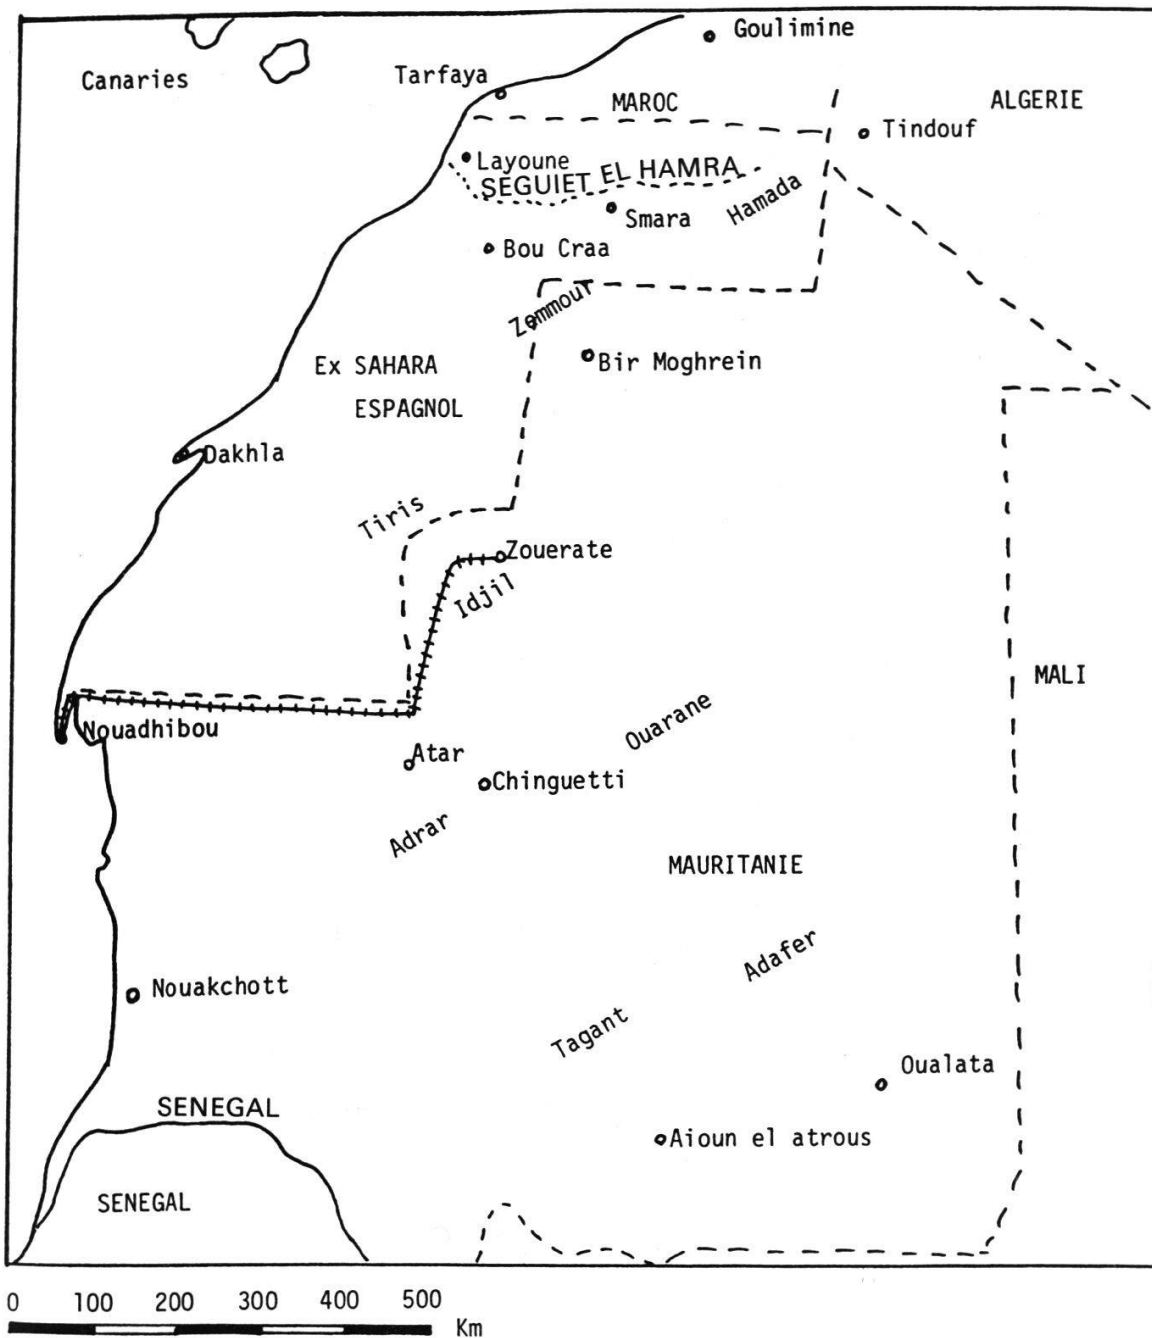 Goulimine
Canaries
Tarfaya
MAROC
ALGERIE
Tindouf
Layoune
SEGUIET EL HAMRA
Hamada
Smara
Bou Craa
Zemmour
Bir Moghrein
Ex SAHARA
ESPAGNOL
Dakhla
Tiris
Zouerate
Idjil
MALI
Nouadhibou
Ouarane
Atar
Chinguetti
Adrar
MAURITANIE
Adafer
Nouakchott
Tagant
Oualata
SENEGAL
Aioun el atrous
SENEGAL
0 100 200 300 400 500
Km